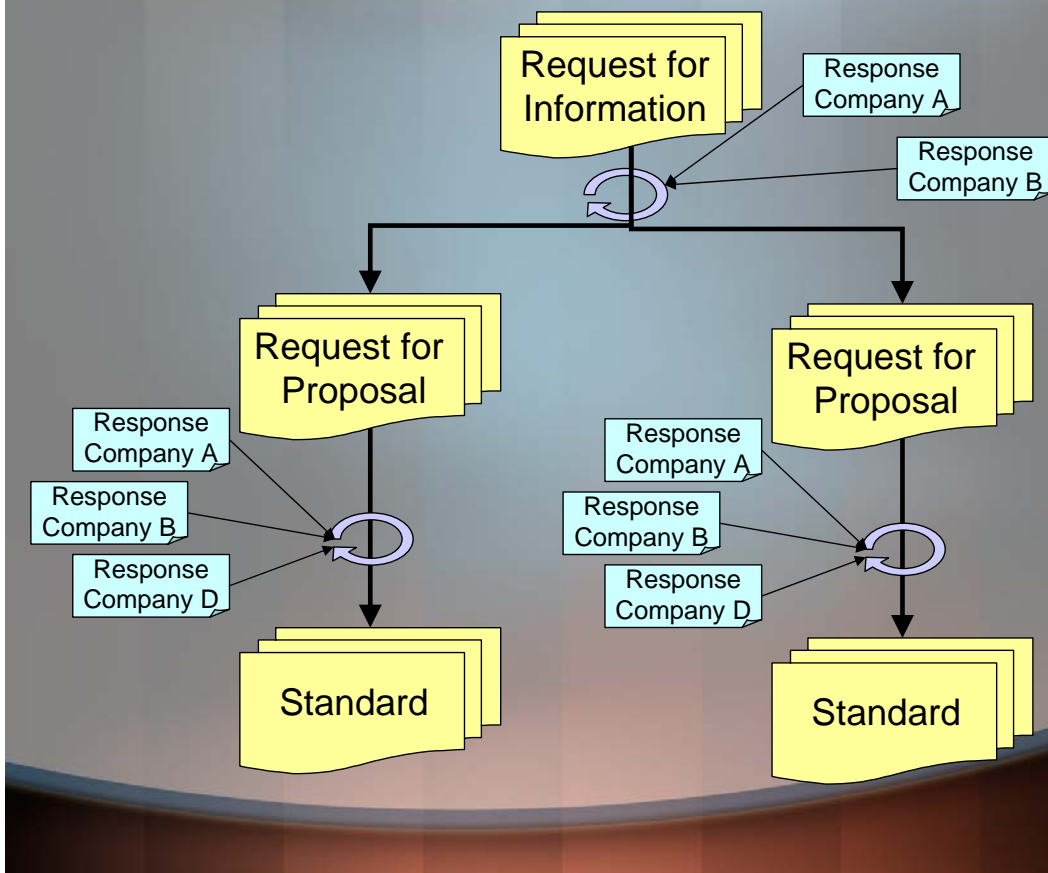 Request for
Information
Response
Company A
Response
Company B
Request for
Proposal
Request for
Proposal
Response
Company A
Response
Company B
Response
Company D
Response
Company A
Response
Company B
Response
Company D
Standard
Standard